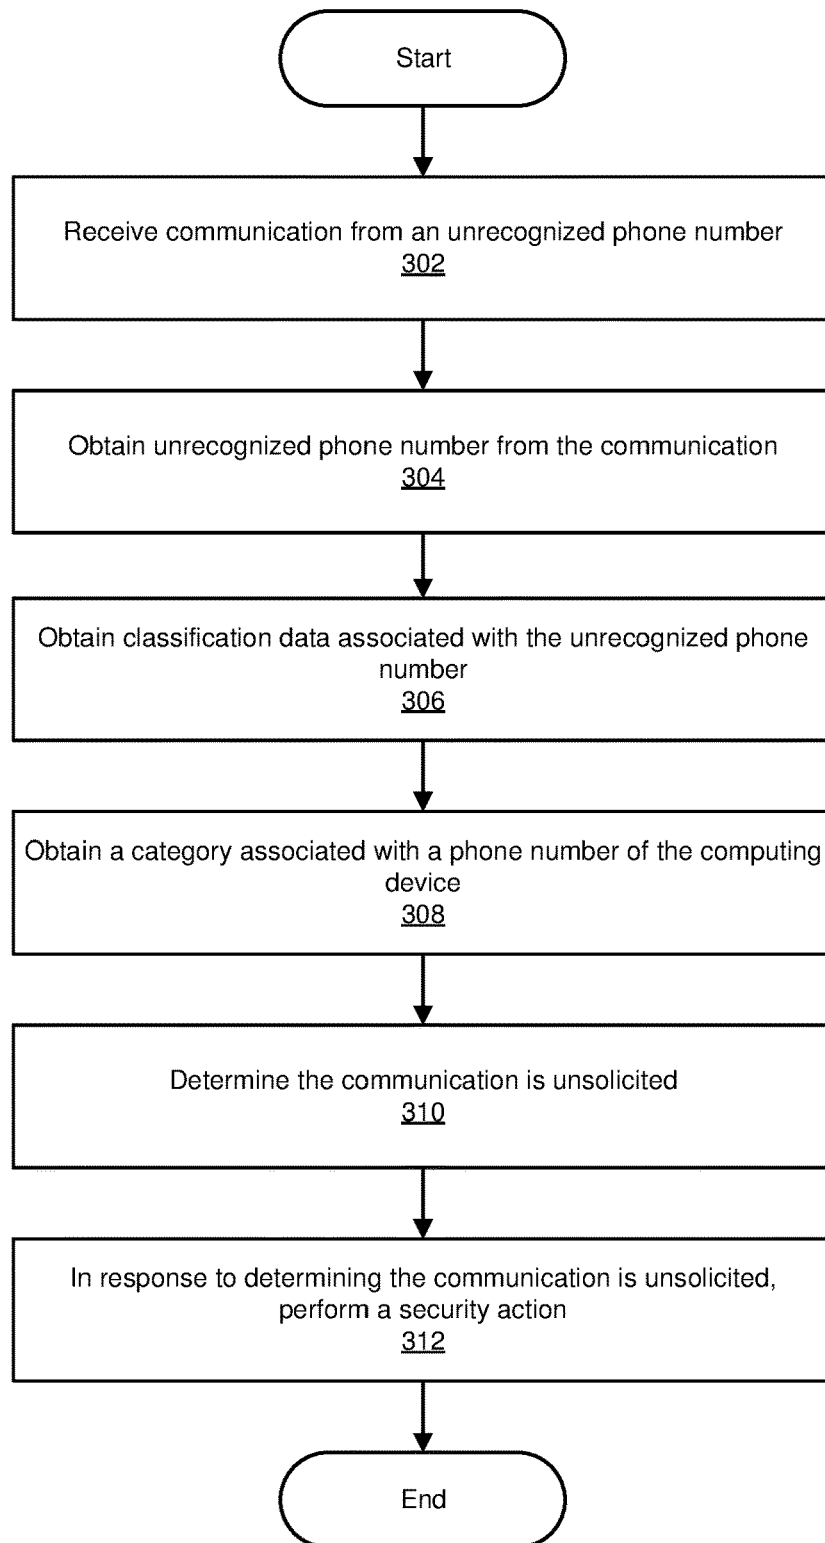 Start
Receive communication from an unrecognized phone number
302
Obtain unrecognized phone number from the communication
304
Obtain classification data associated with the unrecognized phone
number
306
Obtain a category associated with a phone number of the computing
device
308
Determine the communication is unsolicited
310
In response to determining the communication is unsolicited,
perform a security action
312
End